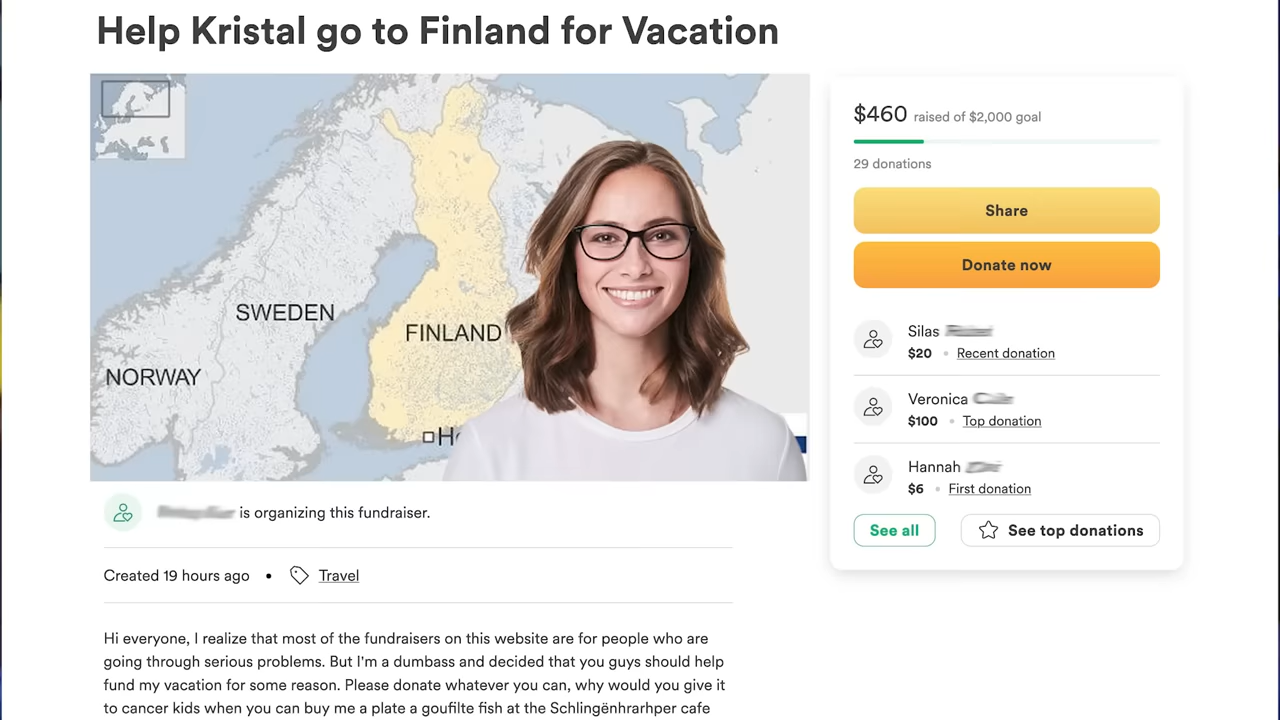 Help Kristal go to Finland for Vacation
SWEDEN
FINLAND
NORWAY
$460 raised of $2,000 goal
29 donations
Share
Donate now
Silas
$20 • Recent donation
Veronica
$100 • Top donation
Hannah
$6 • First donation
See all
See top donations
is organizing this fundraiser.
Created 19 hours ago • Travel
Hi everyone, I realize that most of the fundraisers on this website are for people who are
going through serious problems. But I'm a dumbass and decided that you guys should help
fund my vacation for some reason. Please donate whatever you can, why would you give it
to cancer kids when you can buy me a plate a goufilte fish at the Schlingënhrarhper cafe